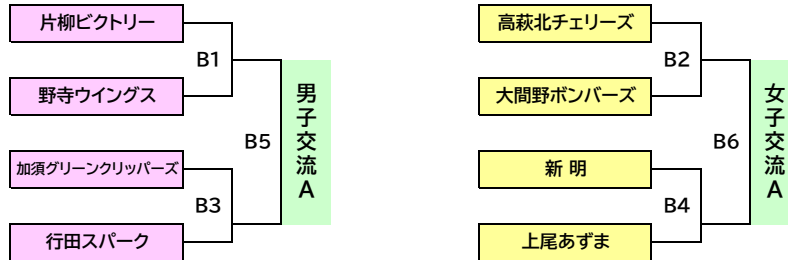 片柳ビクトリー
B1
野寺ウイングス
B5
男子交流A
加須グリーンクリッパーズ
B3
行田スパーク
高萩北チェリーズ
B2
大間野ボンバーズ
B6
女子交流A
新 明
B4
上尾あずま